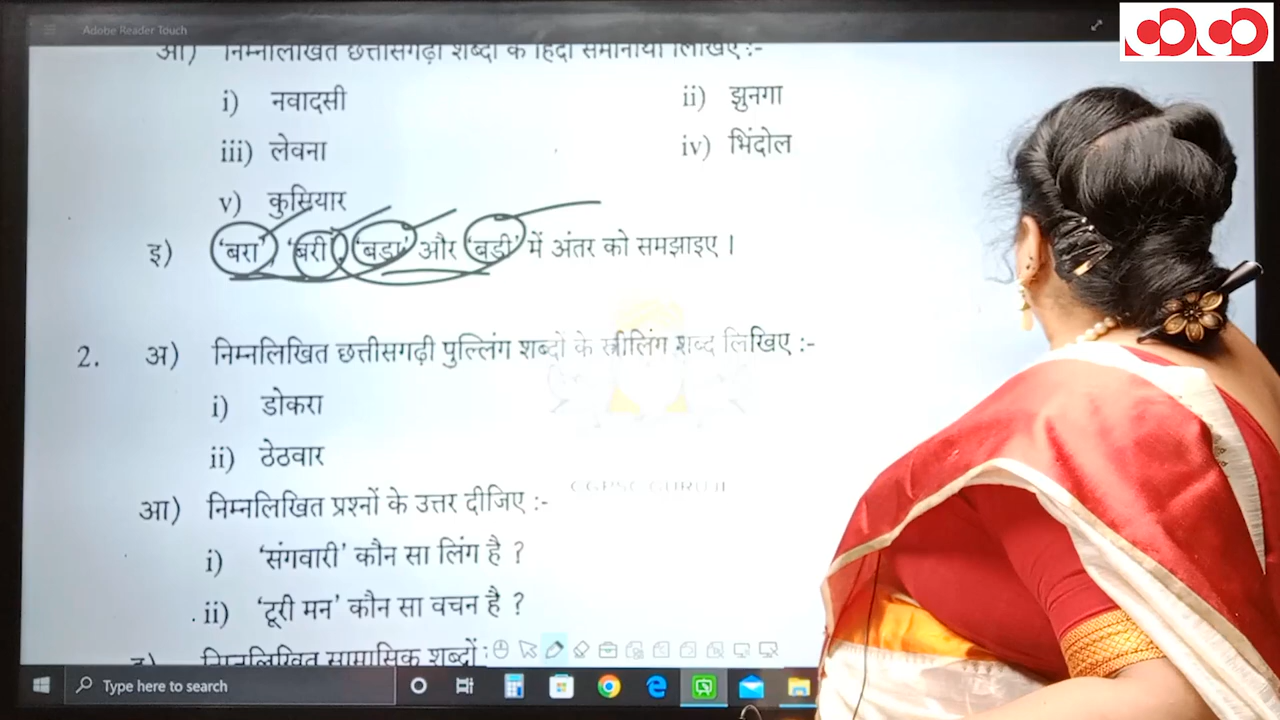 Adobe Reader Touch
आ) निम्नलिखित छत्तीसगढ़ी शब्दों के हिंदी समानार्थी लिखिए :-
i) नवादसी ii) झुनगा
iii) लेवना iv) भिंदोल
v) कुसियार
इ) 'बरा', 'बरी', 'बड़ा' और 'बड़ी' में अंतर को समझाइए ।
2. अ) निम्नलिखित छत्तीसगढ़ी पुल्लिंग शब्दों के स्त्रीलिंग शब्द लिखिए :-
i) डोकरा
ii) ठेठवार
CGPSC GURUJI
आ) निम्नलिखित प्रश्नों के उत्तर दीजिए :-
i) 'संगवारी' कौन सा लिंग है ?
ii) 'टूरी मन' कौन सा वचन है ?
निम्नलिखित सामासिक शब्दों
Type here to search